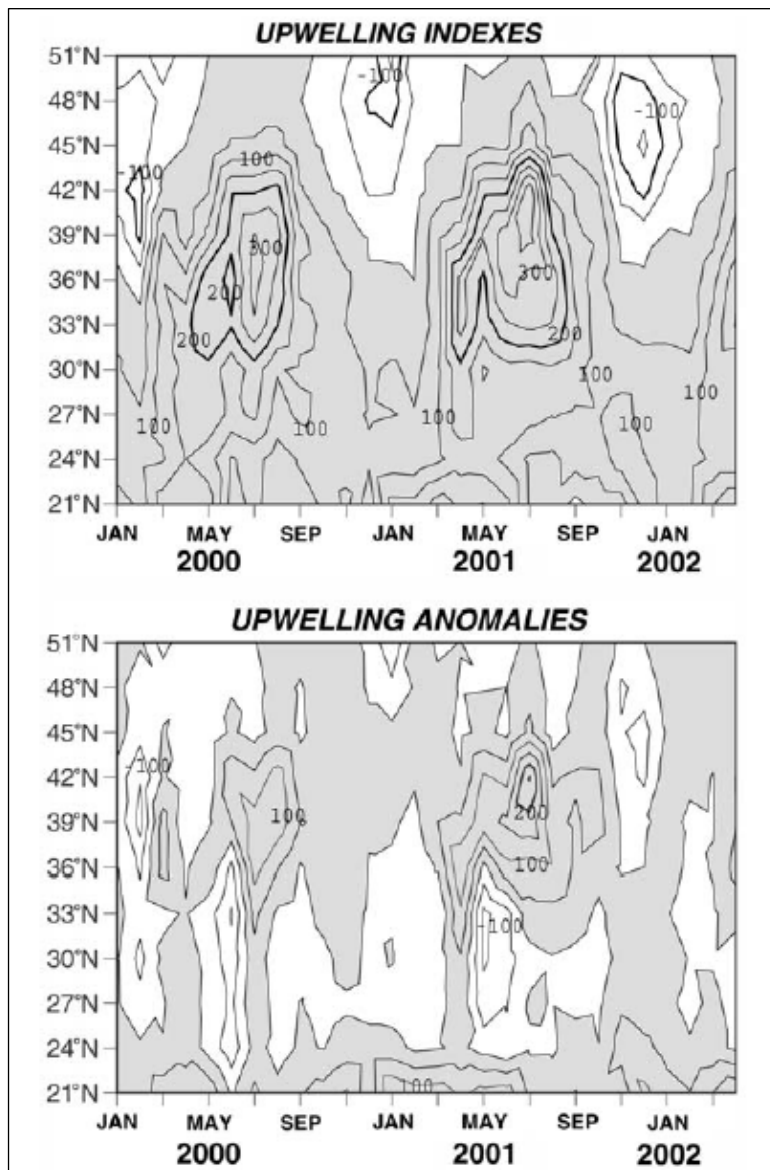 UPWELLING INDEXES
51°N
48°N
45°N
42°N
39°N
36°N
33°N
30°N
27°N
24°N
21°N
-100
-100
-100
100
300
200
200
300
200
100
100
100
100
100
100
JAN MAY SEP JAN MAY SEP JAN
2000 2001 2002
UPWELLING ANOMALIES
51°N
48°N
45°N
42°N
39°N
36°N
33°N
30°N
27°N
24°N
21°N
-100
100
200
100
-100
100
JAN MAY SEP JAN MAY SEP JAN
2000 2001 2002